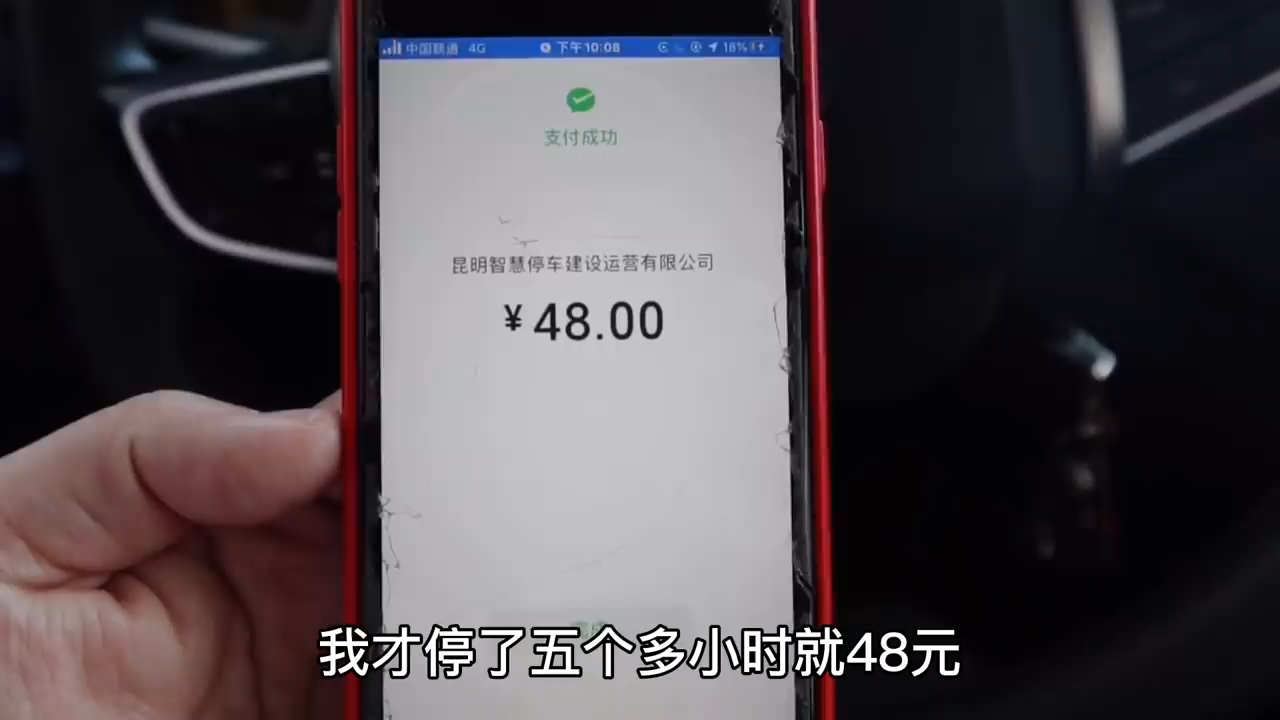 中国联通 4G 下午10:08 18%
支付成功
昆明智慧停车建设运营有限公司
¥48.00
完成
我才停了五个多小时就48元